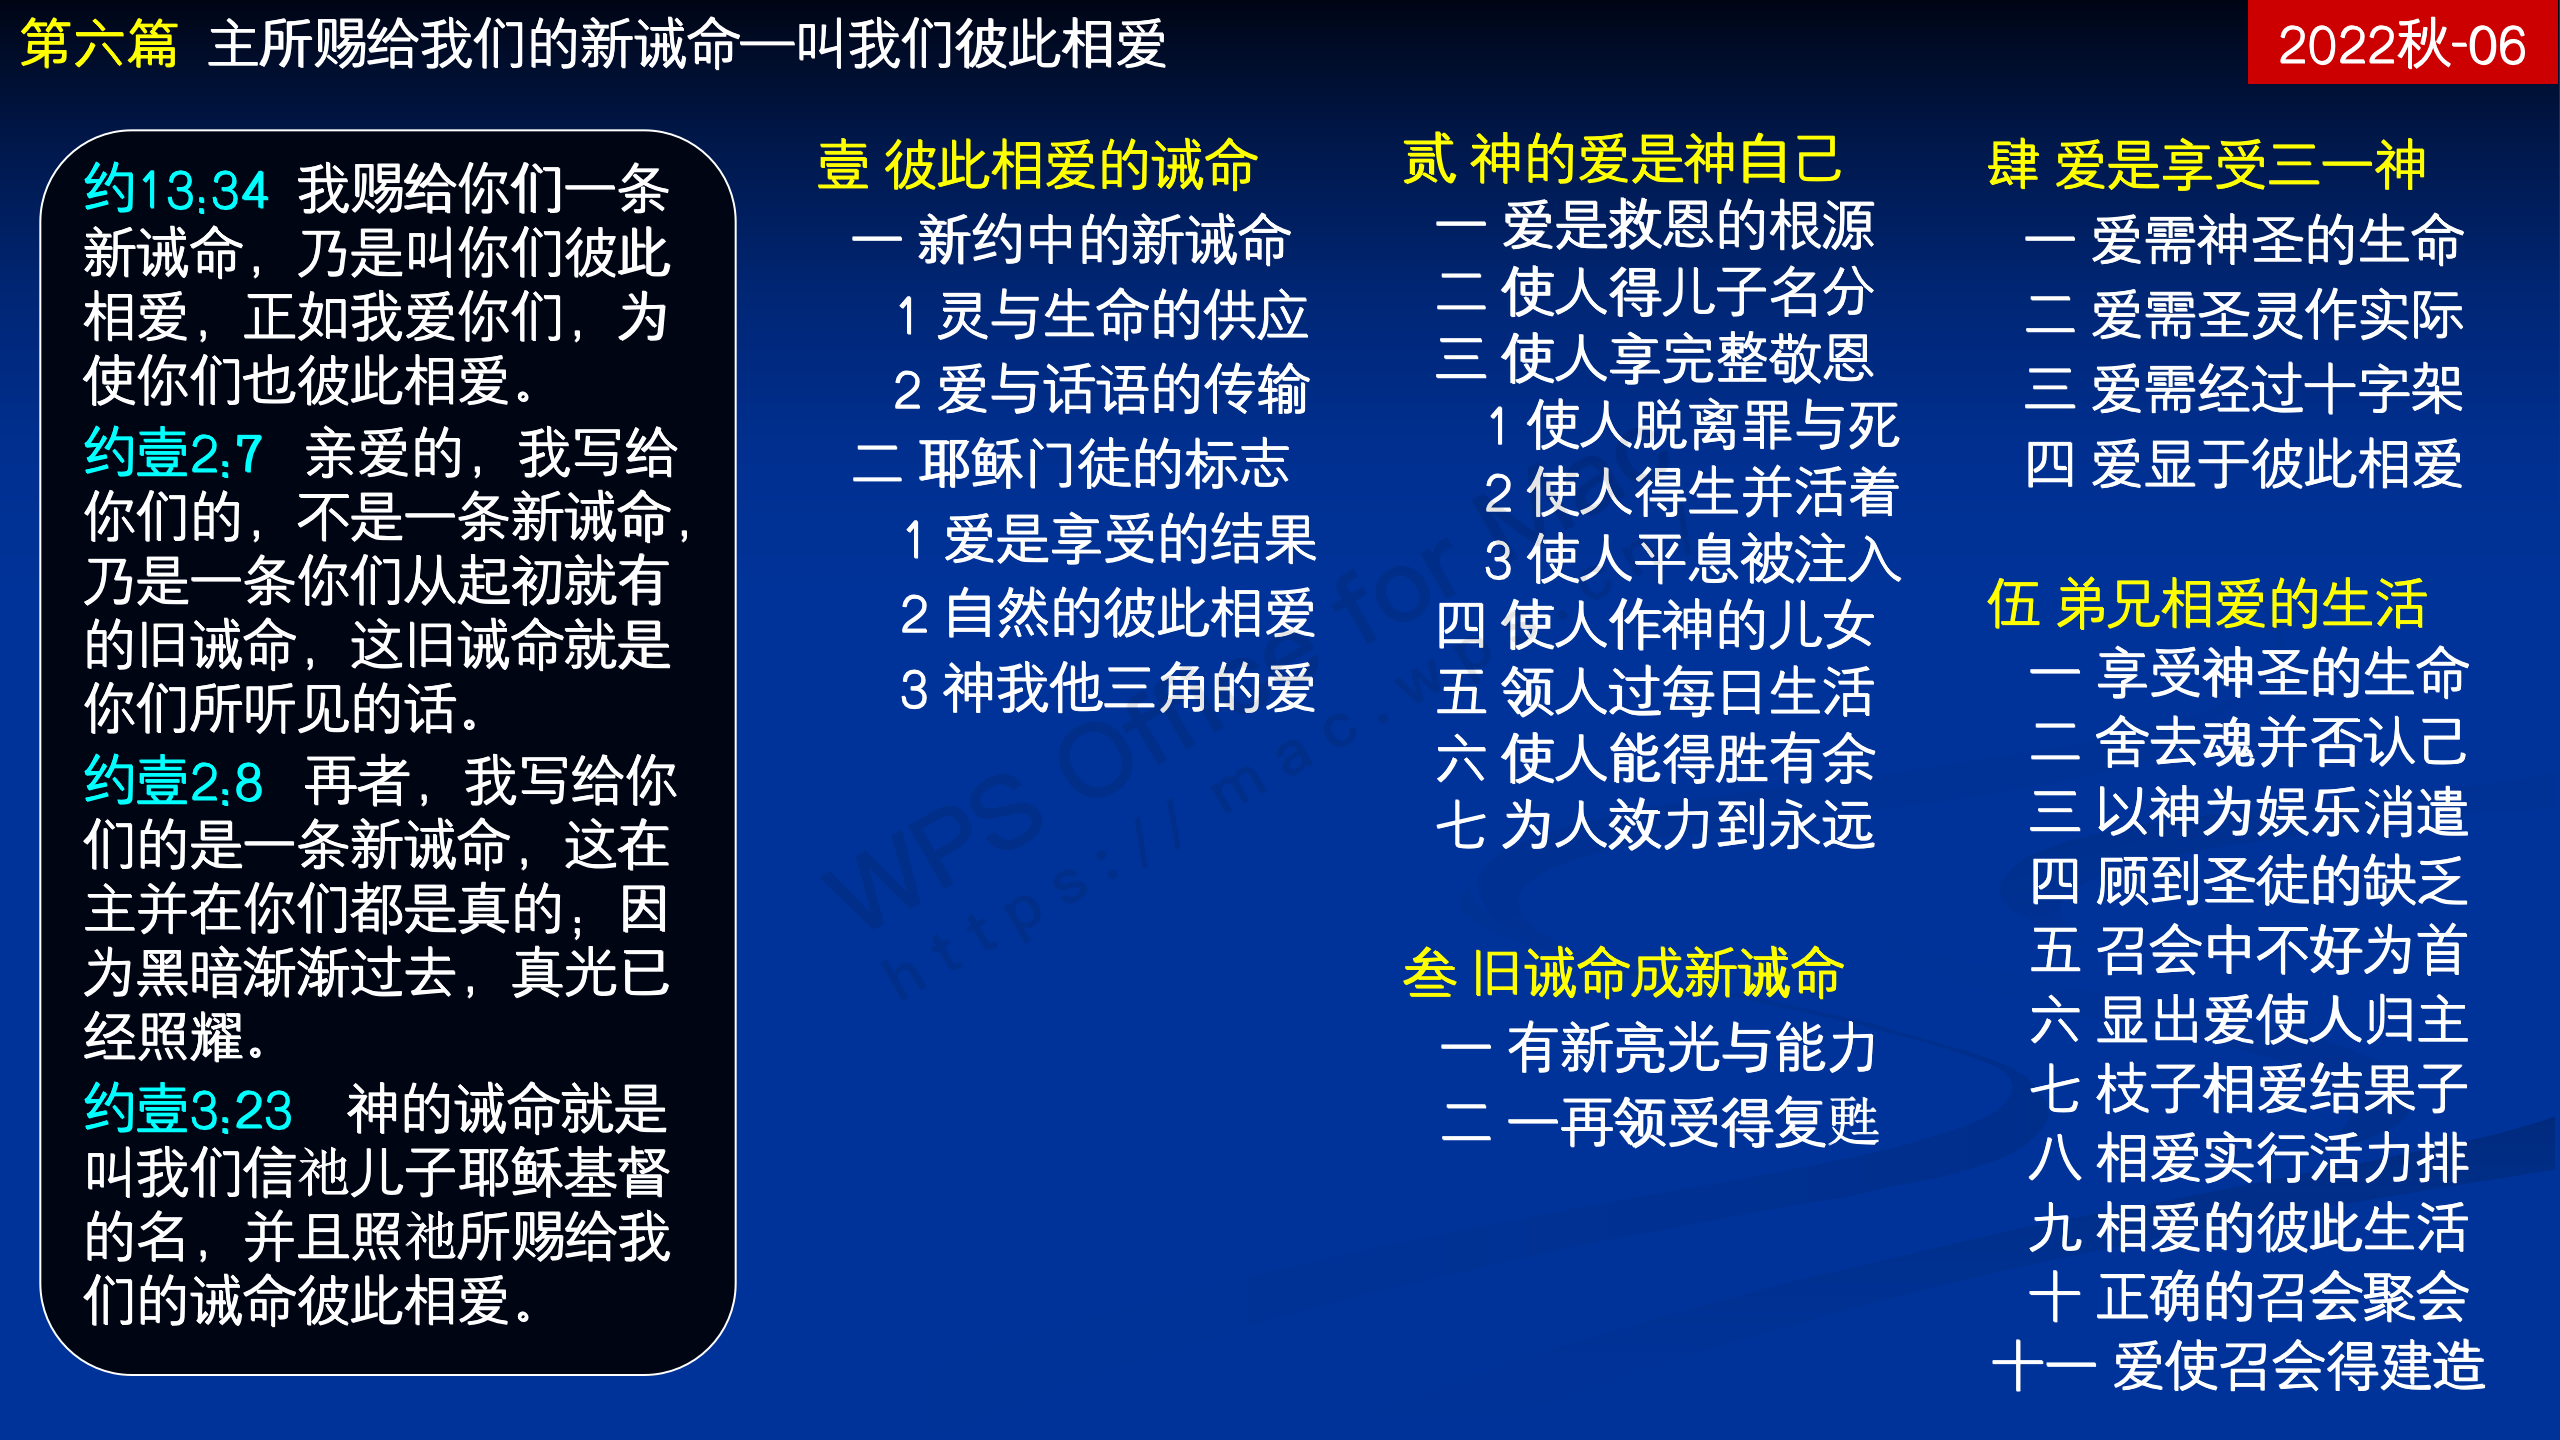 第六篇 主所赐给我们的新诫命—叫我们彼此相爱
2022秋-06
约13:34 我赐给你们一条
新诫命，乃是叫你们彼此
相爱，正如我爱你们，为
使你们也彼此相爱。
约壹2:7 亲爱的，我写给
你们的，不是一条新诫命，
乃是一条你们从起初就有
的旧诫命，这旧诫命就是
你们所听见的话。
约壹2:8 再者，我写给你
们的是一条新诫命，这在
主并在你们都是真的；因
为黑暗渐渐过去，真光已
经照耀。
约壹3:23 神的诫命就是
叫我们信祂儿子耶稣基督
的名，并且照祂所赐给我
们的诫命彼此相爱。
壹 彼此相爱的诫命
一 新约中的新诫命
1 灵与生命的供应
2 爱与话语的传输
二 耶稣门徒的标志
1 爱是享受的结果
2 自然的彼此相爱
3 神我他三角的爱
贰 神的爱是神自己
一 爱是救恩的根源
二 使人得儿子名分
三 使人享完整救恩
1 使人脱离罪与死
2 使人得生并活着
3 使人平息被注入
四 使人作神的儿女
五 领人过每日生活
六 使人能得胜有余
七 为人效力到永远
叁 旧诫命成新诫命
一 有新亮光与能力
二 一再领受得复甦
肆 爱是享受三一神
一 爱需神圣的生命
二 爱需圣灵作实际
三 爱需经过十字架
四 爱显于彼此相爱
伍 弟兄相爱的生活
一 享受神圣的生命
二 舍去魂并否认己
三 以神为娱乐消遣
四 顾到圣徒的缺乏
五 召会中不好为首
六 显出爱使人归主
七 枝子相爱结果子
八 相爱实行活力排
九 相爱的彼此生活
十 正确的召会聚会
十一 爱使召会得建造
WPS Office for Mac
https://mac.wps.cn/